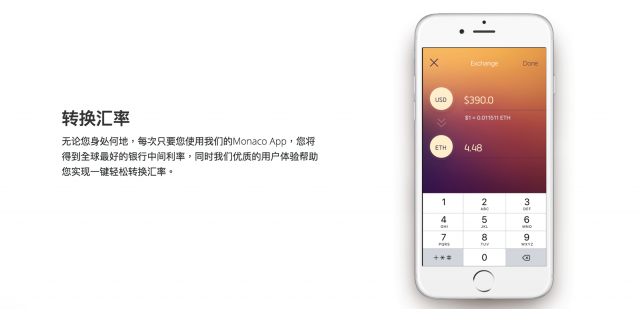 转换汇率
无论您身处何地，每次只要您使用我们的Monaco App，您将
得到全球最好的银行中间利率，同时我们优质的用户体验帮助
您实现一键轻松转换汇率。
Exchange Done
USD $390.0
$1 = 0.011511 ETH
ETH 4.48
1 2 3
ABC DEF
4 5 6
GHI JKL MNO
7 8 9
PQRS TUV WXYZ
+*# 0